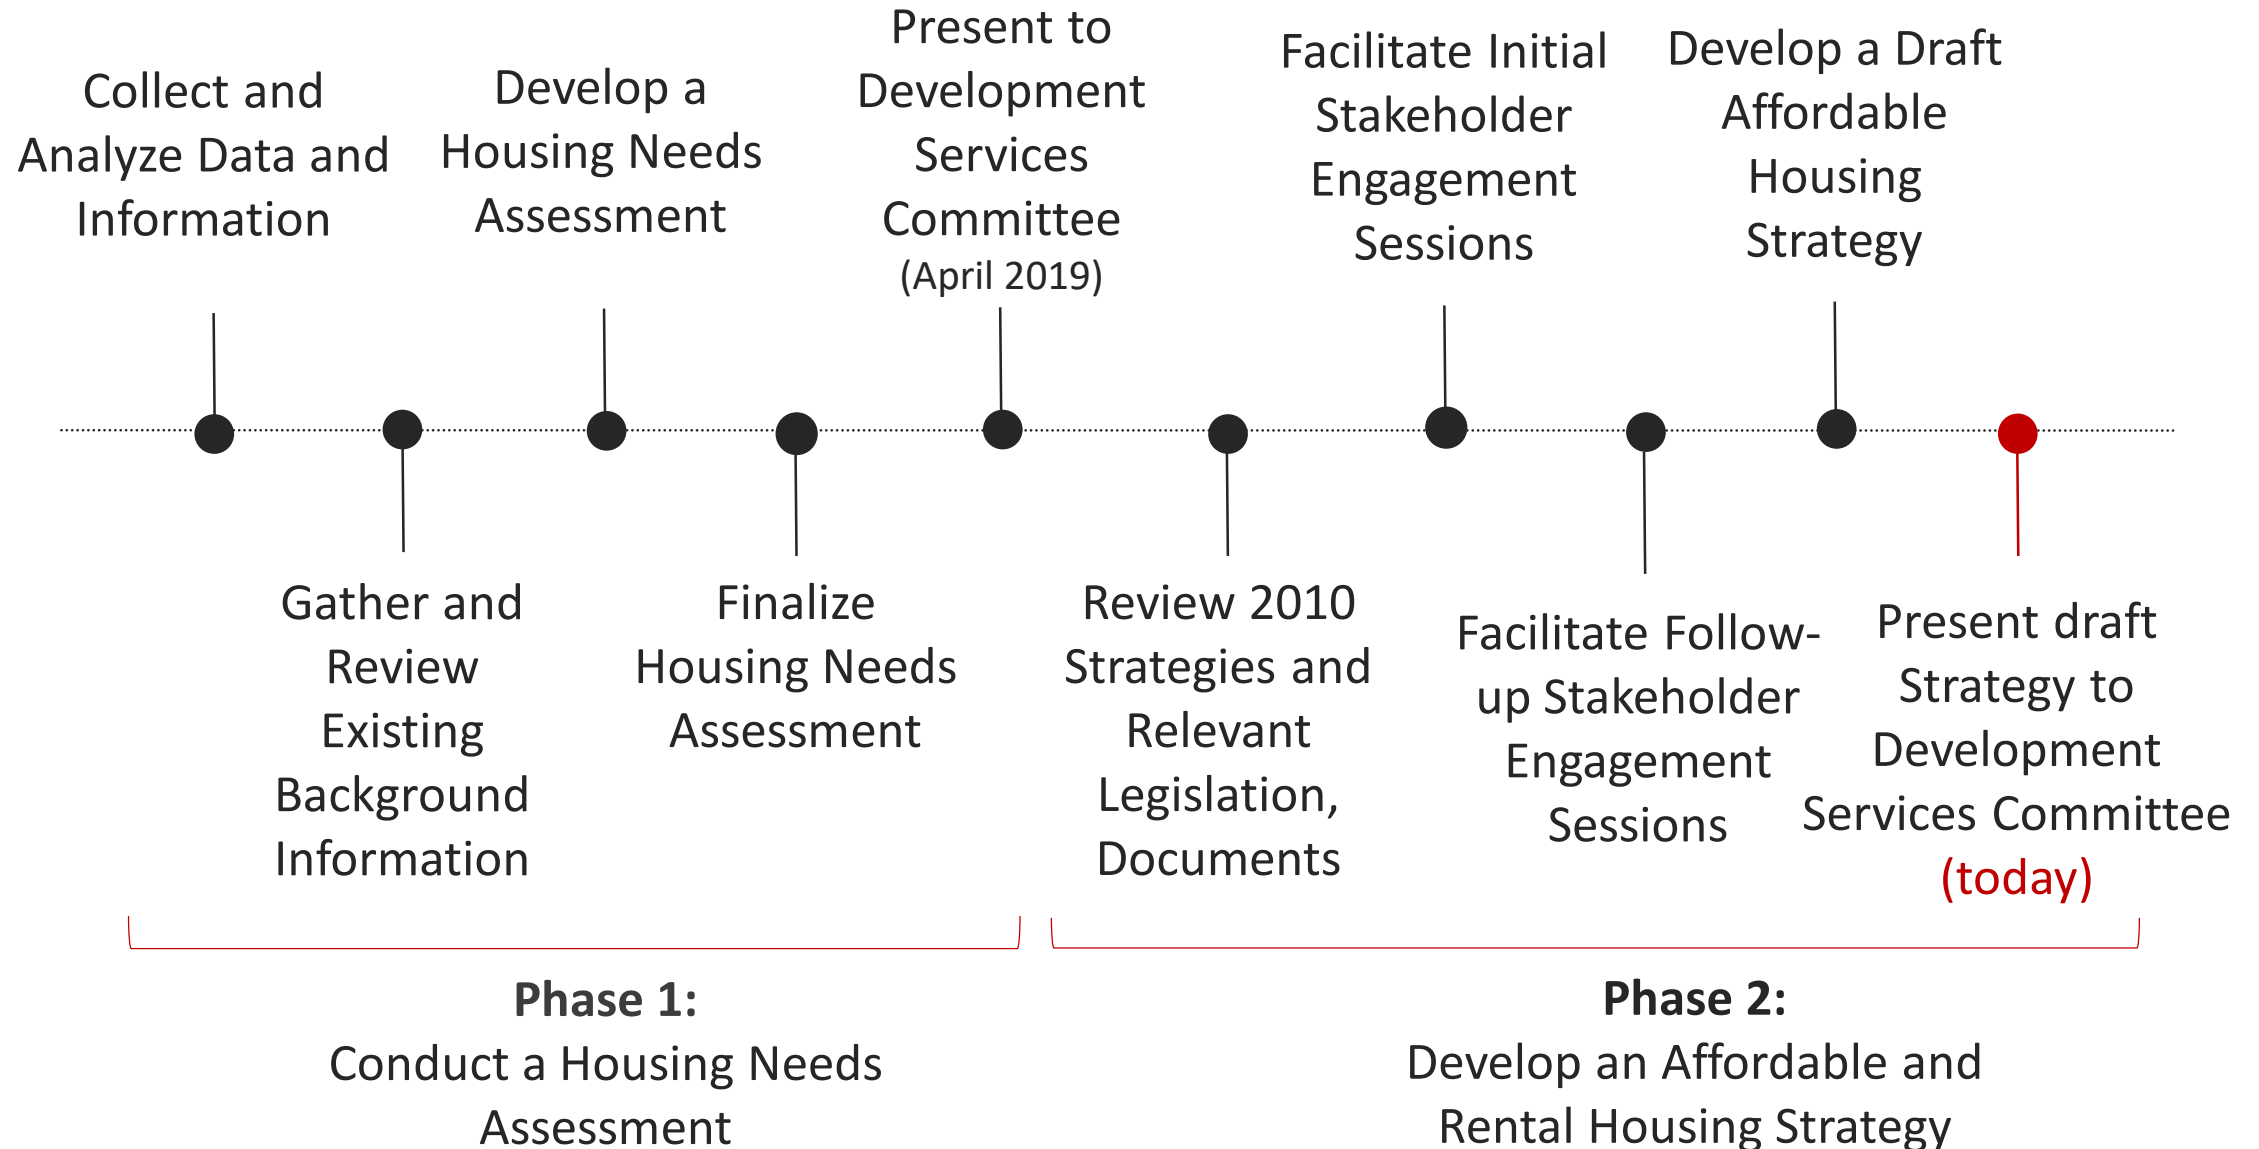 Collect and
Analyze Data and
Information
Gather and
Review
Existing
Background
Information
Develop a
Housing Needs
Assessment
Finalize
Housing Needs
Assessment
Present to
Development
Services
Committee
(April 2019)
Review 2010
Strategies and
Relevant
Legislation,
Documents
Facilitate Initial
Stakeholder
Engagement
Sessions
Facilitate Follow-
up Stakeholder
Engagement
Sessions
Develop a Draft
Affordable
Housing
Strategy
Present draft
Strategy to
Development
Services Committee
(today)
Phase 1:
Conduct a Housing Needs
Assessment
Phase 2:
Develop an Affordable and
Rental Housing Strategy